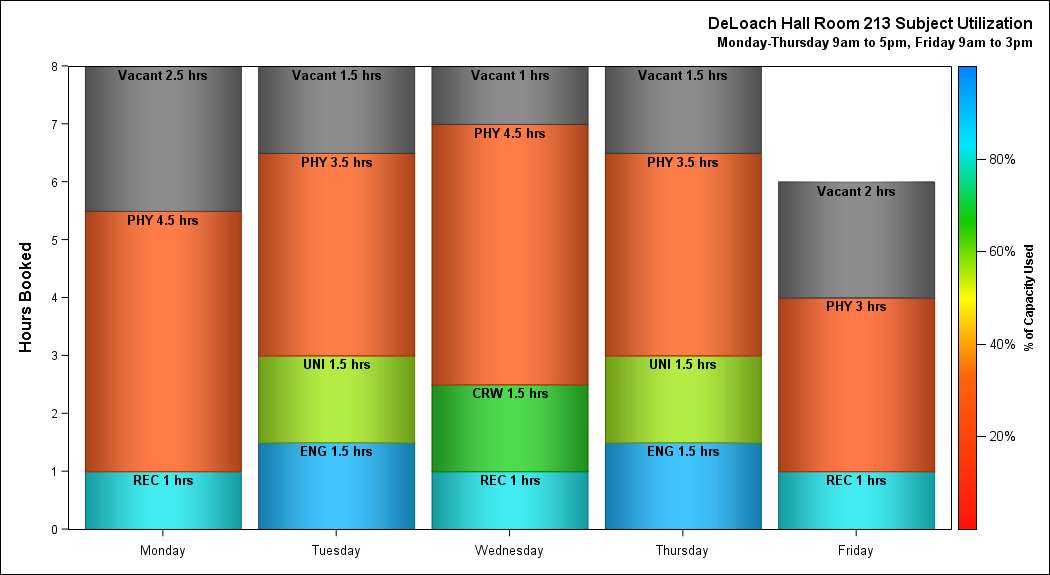 DeLoach Hall Room 213 Subject Utilization
Monday-Thursday 9am to 5pm, Friday 9am to 3pm
Hours Booked
8
7
6
5
4
3
2
1
0
Vacant 2.5 hrs
PHY 4.5 hrs
REC 1 hrs
Vacant 1.5 hrs
PHY 3.5 hrs
UNI 1.5 hrs
ENG 1.5 hrs
Vacant 1 hrs
PHY 4.5 hrs
CRW 1.5 hrs
REC 1 hrs
Vacant 1.5 hrs
PHY 3.5 hrs
UNI 1.5 hrs
ENG 1.5 hrs
Vacant 2 hrs
PHY 3 hrs
REC 1 hrs
Monday
Tuesday
Wednesday
Thursday
Friday
80%
60%
40%
20%
% of Capacity Used